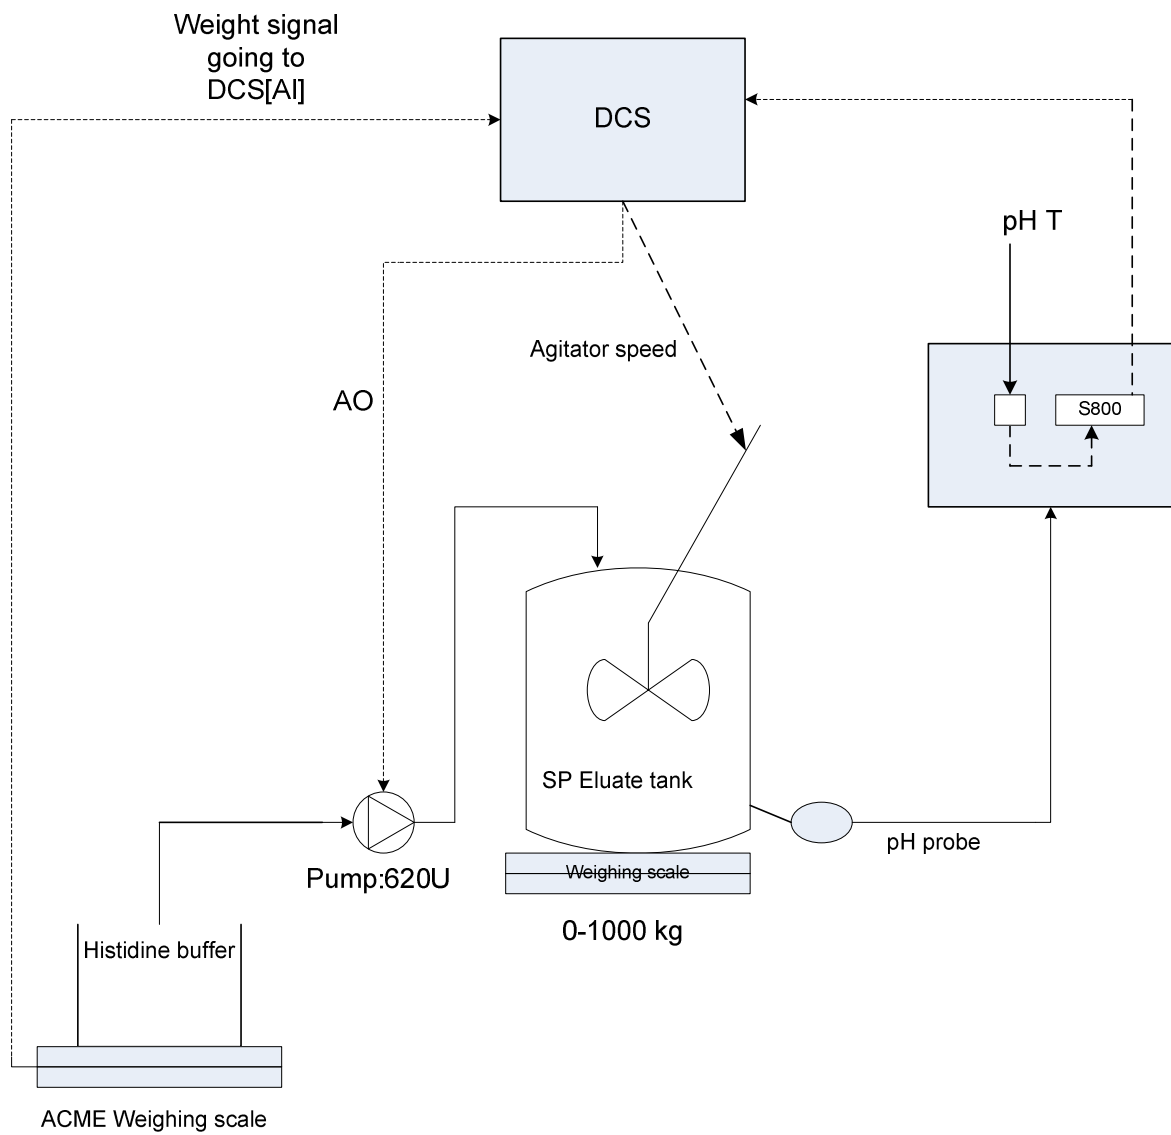 Weight signal
going to
DCS[AI]
DCS
pH T
Agitator speed
AO
S800
SP Eluate tank
pH probe
Weighing scale
Pump:620U
0-1000 kg
Histidine buffer
ACME Weighing scale